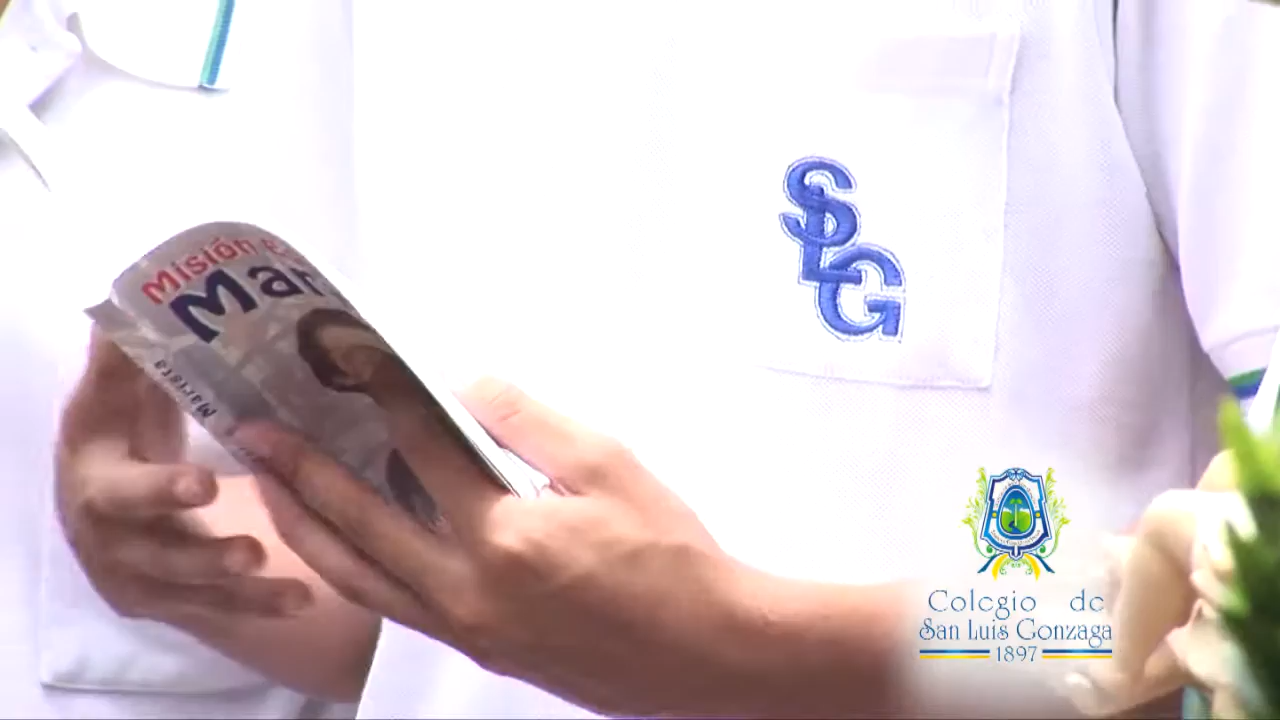 SLG
Misión
Mar
Marista
Colegio de
San Luis Gonzaga
1897